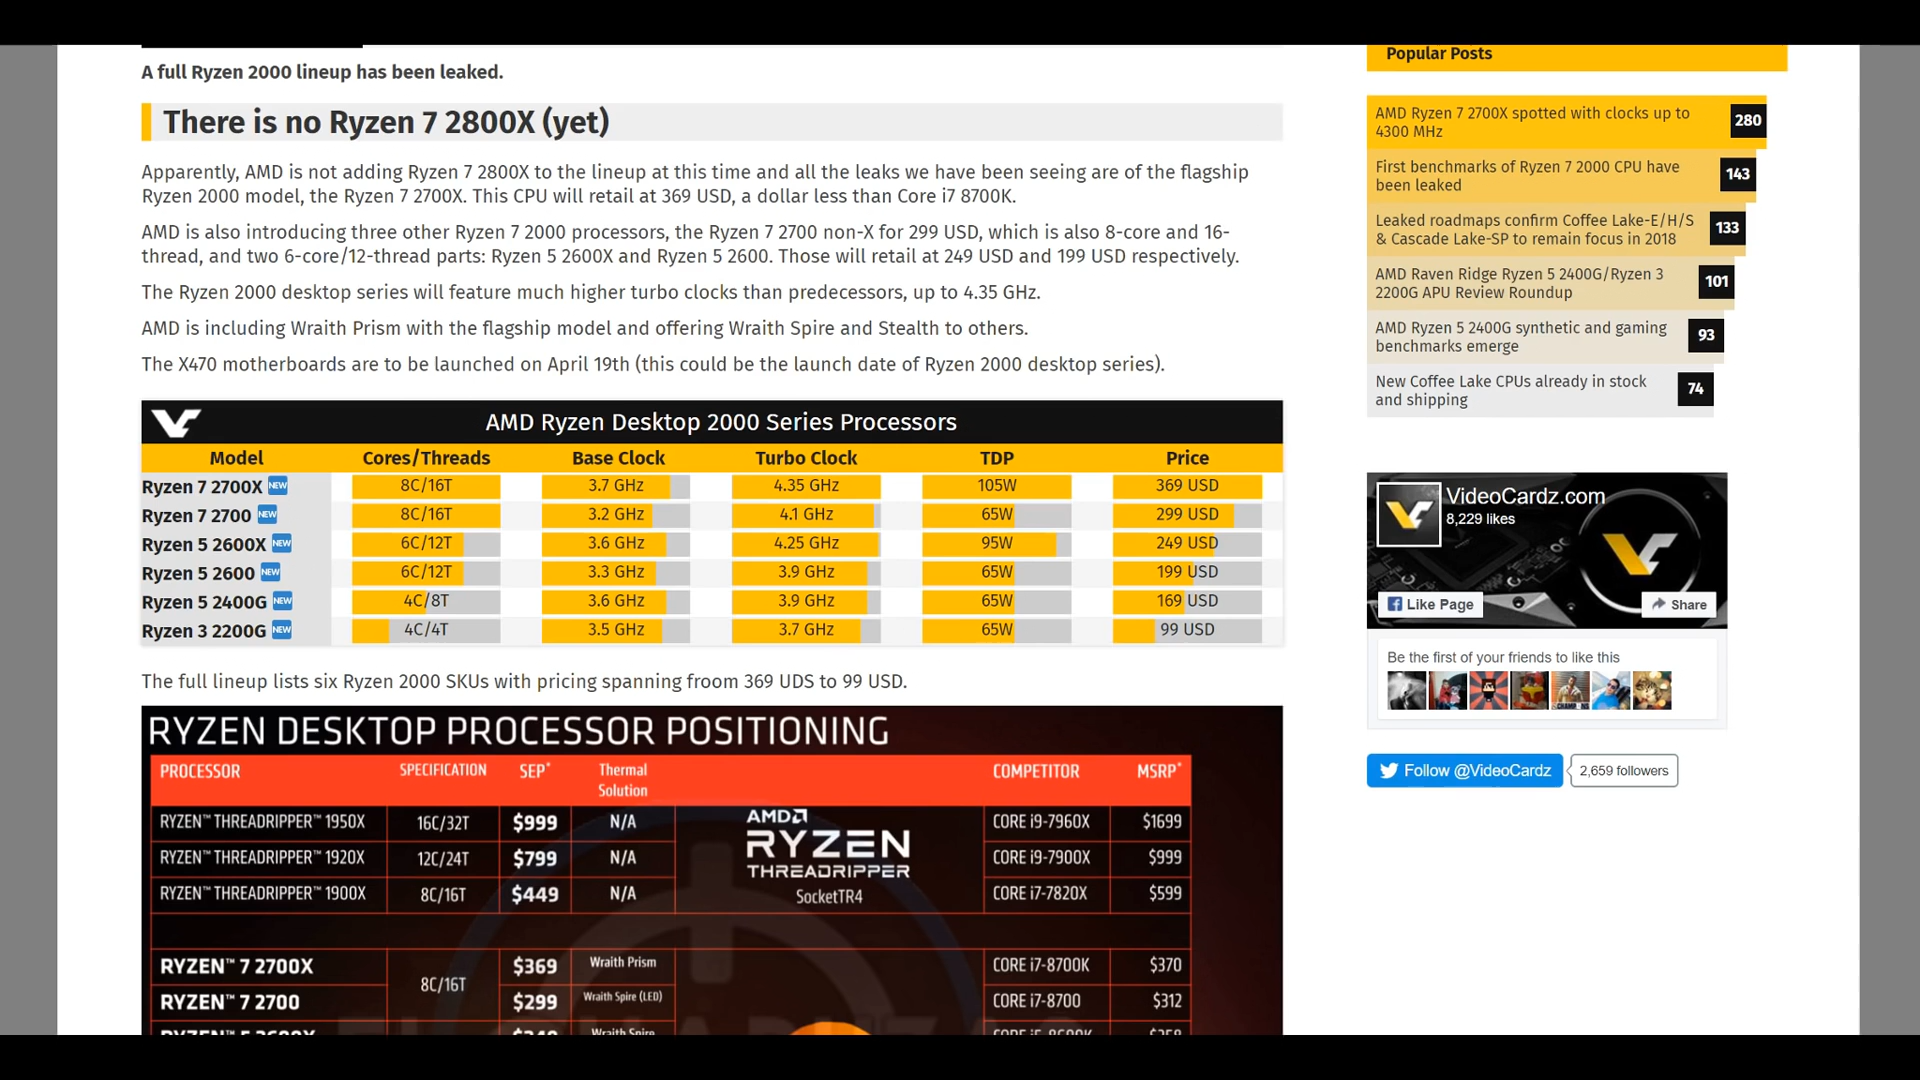 A full Ryzen 2000 lineup has been leaked.
There is no Ryzen 7 2800X (yet)
Apparently, AMD is not adding Ryzen 7 2800X to the lineup at this time and all the leaks we have been seeing are of the flagship
Ryzen 2000 model, the Ryzen 7 2700X. This CPU will retail at 369 USD, a dollar less than Core i7 8700K.
AMD is also introducing three other Ryzen 7 2000 processors, the Ryzen 7 2700 non-X for 299 USD, which is also 8-core and 16-
thread, and two 6-core/12-thread parts: Ryzen 5 2600X and Ryzen 5 2600. Those will retail at 249 USD and 199 USD respectively.
The Ryzen 2000 desktop series will feature much higher turbo clocks than predecessors, up to 4.35 GHz.
AMD is including Wraith Prism with the flagship model and offering Wraith Spire and Stealth to others.
The X470 motherboards are to be launched on April 19th (this could be the launch date of Ryzen 2000 desktop series).
AMD Ryzen Desktop 2000 Series Processors
Model Cores/Threads Base Clock Turbo Clock TDP Price
Ryzen 7 2700X NEW 8C/16T 3.7 GHz 4.35 GHz 105W 369 USD
Ryzen 7 2700 NEW 8C/16T 3.2 GHz 4.1 GHz 65W 299 USD
Ryzen 5 2600X NEW 6C/12T 3.6 GHz 4.25 GHz 95W 249 USD
Ryzen 5 2600 NEW 6C/12T 3.3 GHz 3.9 GHz 65W 199 USD
Ryzen 5 2400G NEW 4C/8T 3.6 GHz 3.9 GHz 65W 169 USD
Ryzen 3 2200G NEW 4C/4T 3.5 GHz 3.7 GHz 65W 99 USD
The full lineup lists six Ryzen 2000 SKUs with pricing spanning froom 369 UDS to 99 USD.
RYZEN DESKTOP PROCESSOR POSITIONING
PROCESSOR SPECIFICATION SEP* Thermal Solution COMPETITOR MSRP*
RYZEN™ THREADRIPPER™ 1950X 16C/32T $999 N/A CORE i9-7960X $1699
RYZEN™ THREADRIPPER™ 1920X 12C/24T $799 N/A CORE i9-7900X $999
RYZEN™ THREADRIPPER™ 1900X 8C/16T $449 N/A CORE i7-7820X $599
AMD
RYZEN
THREADRIPPER
SocketTR4
RYZEN™ 7 2700X 8C/16T $369 Wraith Prism CORE i7-8700K $370
RYZEN™ 7 2700 $299 Wraith Spire (LED) CORE i7-8700 $312
Popular Posts
AMD Ryzen 7 2700X spotted with clocks up to
4300 MHz
280
First benchmarks of Ryzen 7 2000 CPU have
been leaked
143
Leaked roadmaps confirm Coffee Lake-E/H/S
& Cascade Lake-SP to remain focus in 2018
133
AMD Raven Ridge Ryzen 5 2400G/Ryzen 3
2200G APU Review Roundup
101
AMD Ryzen 5 2400G synthetic and gaming
benchmarks emerge
93
New Coffee Lake CPUs already in stock
and shipping
74
VideoCardz.com
8,229 likes
Like Page
Share
Be the first of your friends to like this
Follow @VideoCardz
2,659 followers